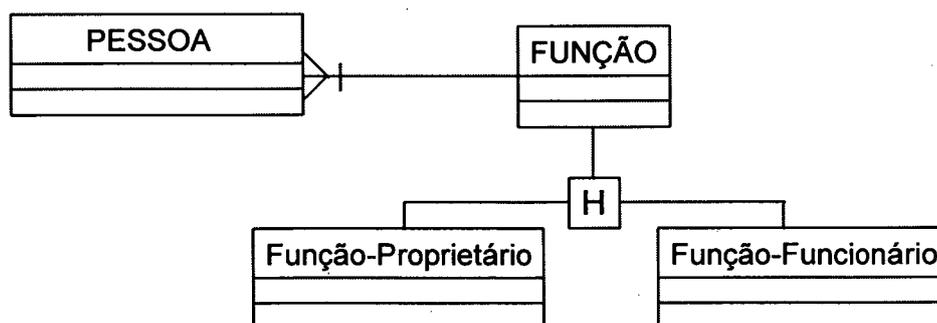 PESSOA
FUNÇÃO
H
Função-Proprietário
Função-Funcionário